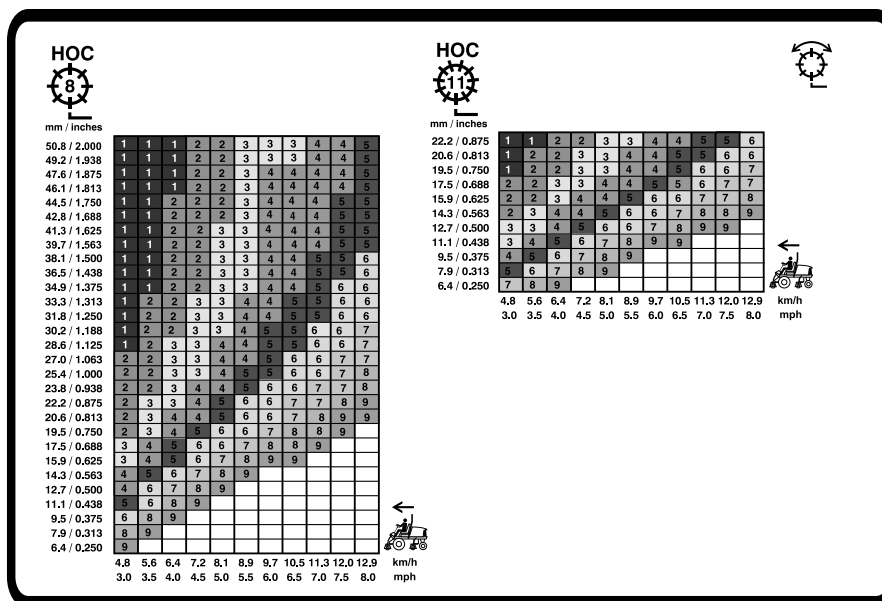 HOC
8
mm / inches
50.8 / 2.000 1 1 1 2 2 3 3 3 4 4 5
49.2 / 1.938 1 1 1 2 2 3 3 3 4 4 5
47.6 / 1.875 1 1 1 2 2 3 4 4 4 4 5
46.1 / 1.813 1 1 1 2 2 3 4 4 4 4 5
44.5 / 1.750 1 1 2 2 2 3 4 4 4 5 5
42.8 / 1.688 1 1 2 2 2 3 4 4 4 5 5
41.3 / 1.625 1 1 2 2 3 3 4 4 4 5 5
39.7 / 1.563 1 1 2 2 3 3 4 4 4 5 5
38.1 / 1.500 1 1 2 2 3 3 4 4 5 5 6
36.5 / 1.438 1 1 2 2 3 3 4 4 5 5 6
34.9 / 1.375 1 1 2 2 3 3 4 4 5 6 6
33.3 / 1.313 1 2 2 3 3 4 4 5 5 6 6
31.8 / 1.250 1 2 2 3 3 4 4 5 5 6 6
30.2 / 1.188 1 2 2 3 3 4 5 5 6 6 7
28.6 / 1.125 1 2 3 3 4 4 5 5 6 6 7
27.0 / 1.063 2 2 3 3 4 4 5 6 6 7 7
25.4 / 1.000 2 2 3 3 4 5 5 6 6 7 8
23.8 / 0.938 2 2 3 4 4 5 6 6 7 7 8
22.2 / 0.875 2 3 3 4 5 6 6 7 7 8 9
20.6 / 0.813 2 3 4 4 5 6 6 7 8 9 9
19.5 / 0.750 2 3 4 5 6 6 7 7 8 9
17.5 / 0.688 3 4 5 6 6 7 8 8 9
15.9 / 0.625 3 4 5 6 7 8 9 9
14.3 / 0.563 4 5 6 7 8 9
12.7 / 0.500 4 6 7 8 9
11.1 / 0.438 5 6 8 9
9.5 / 0.375 6 8 9
7.9 / 0.313 8 9
6.4 / 0.250 9
4.8 5.6 6.4 7.2 8.1 8.9 9.7 10.5 11.3 12.0 12.9 km/h
3.0 3.5 4.0 4.5 5.0 5.5 6.0 6.5 7.0 7.5 8.0 mph
HOC
11
mm / inches
22.2 / 0.875 1 1 2 2 3 3 4 4 5 5 6
20.6 / 0.813 1 2 2 3 3 4 4 5 5 6 6
19.5 / 0.750 1 2 2 3 3 4 4 5 6 6 7
17.5 / 0.688 2 2 3 3 4 4 5 5 6 7 7
15.9 / 0.625 2 2 3 4 4 5 6 6 7 7 8
14.3 / 0.563 2 3 4 4 5 6 6 7 8 8 9
12.7 / 0.500 3 3 4 5 6 6 7 8 9 9
11.1 / 0.438 3 4 5 6 7 8 9 9
9.5 / 0.375 4 5 6 7 8 9
7.9 / 0.313 5 6 7 8 9
6.4 / 0.250 7 8 9
4.8 5.6 6.4 7.2 8.1 8.9 9.7 10.5 11.3 12.0 12.9 km/h
3.0 3.5 4.0 4.5 5.0 5.5 6.0 6.5 7.0 7.5 8.0 mph